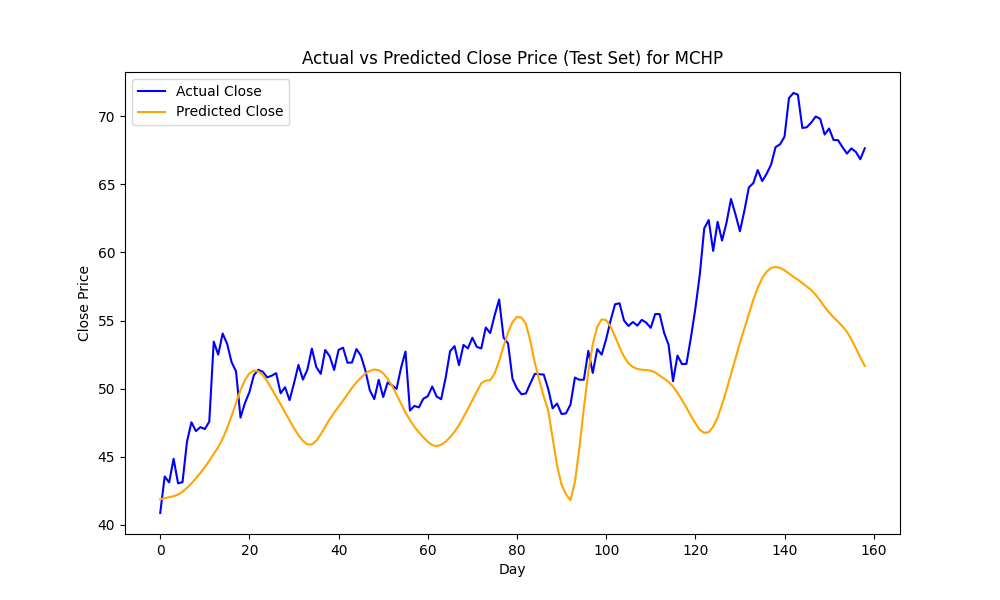 Actual vs Predicted Close Price (Test Set) for MCHP
Actual Close
Predicted Close
Close Price
70
65
60
55
50
45
40
0 20 40 60 80 100 120 140 160
Day